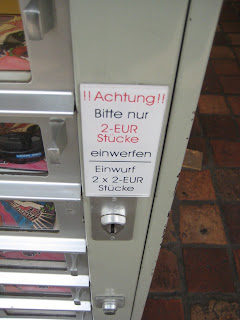 !! Achtung!!
Bitte nur
2-EUR
Stücke
einwerfen
Einwurf
2 x 2-EUR
Stücke